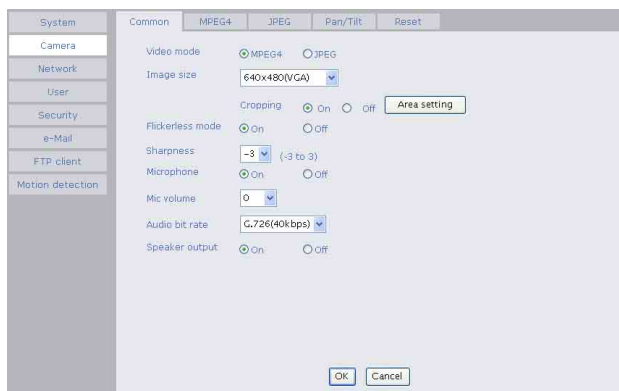 System
Camera
Network
User
Security
e-Mail
FTP client
Motion detection
Common MPEG4 JPEG Pan/Tilt Reset
Video mode MPEG4 JPEG
Image size 640x480(VGA)
Cropping On Off Area setting
Flickerless mode On Off
Sharpness -3 (-3 to 3)
Microphone On Off
Mic volume 0
Audio bit rate G.726(40kbps)
Speaker output On Off
OK Cancel